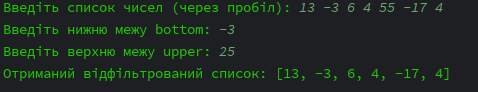 Введіть список чисел (через пробіл): 13 -3 6 4 55 -17 4
Введіть нижню межу bottom: -3
Введіть верхню межу upper: 25
Отриманий відфільтрований список: [13, -3, 6, 4, -17, 4]